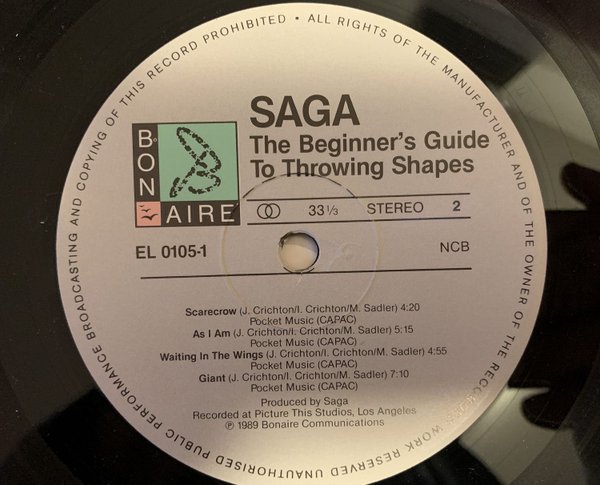 SAGA
The Beginner's Guide
To Throwing Shapes
BON
AIRE
33 1/3 STEREO 2
EL 0105-1
NCB
Scarecrow (J. Crichton/I. Crichton/M. Sadler) 4:20
Pocket Music (CAPAC)
As I Am (J. Crichton/I. Crichton/M. Sadler) 5:15
Pocket Music (CAPAC)
Waiting In The Wings (J. Crichton/I. Crichton/M. Sadler) 4:55
Pocket Music (CAPAC)
Giant (J. Crichton/I. Crichton/M. Sadler) 7:10
Pocket Music (CAPAC)
Produced by Saga
Recorded at Picture This Studios, Los Angeles
℗ 1989 Bonaire Communications
• ALL RIGHTS OF THE MANUFACTURER AND OF THE OWNER OF THE RECORDED WORK RESERVED UNAUTHORISED PUBLIC PERFORMANCE BROADCASTING AND COPYING OF THIS RECORD PROHIBITED